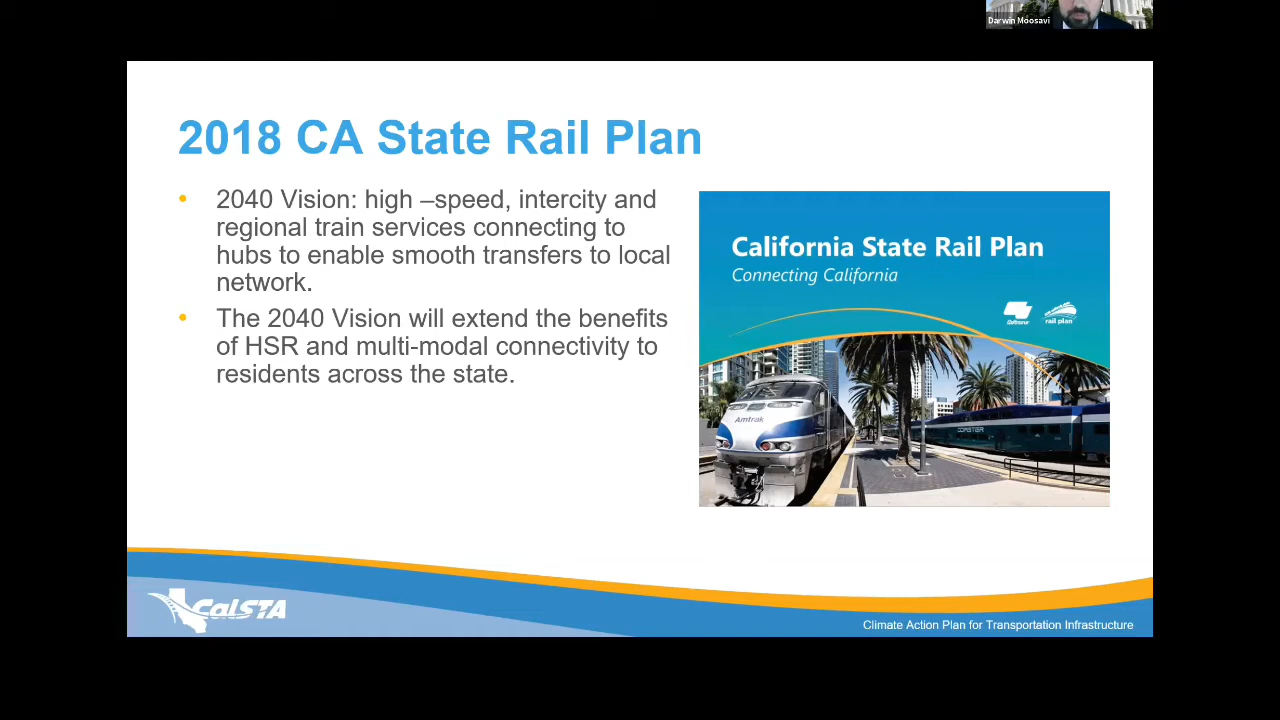 Darwin Moosavi
2018 CA State Rail Plan
• 2040 Vision: high –speed, intercity and
regional train services connecting to
hubs to enable smooth transfers to local
network.
• The 2040 Vision will extend the benefits
of HSR and multi-modal connectivity to
residents across the state.
California State Rail Plan
Connecting California
Caltrans
rail plan
Amtrak
COASTER
CalSTA
Climate Action Plan for Transportation Infrastructure